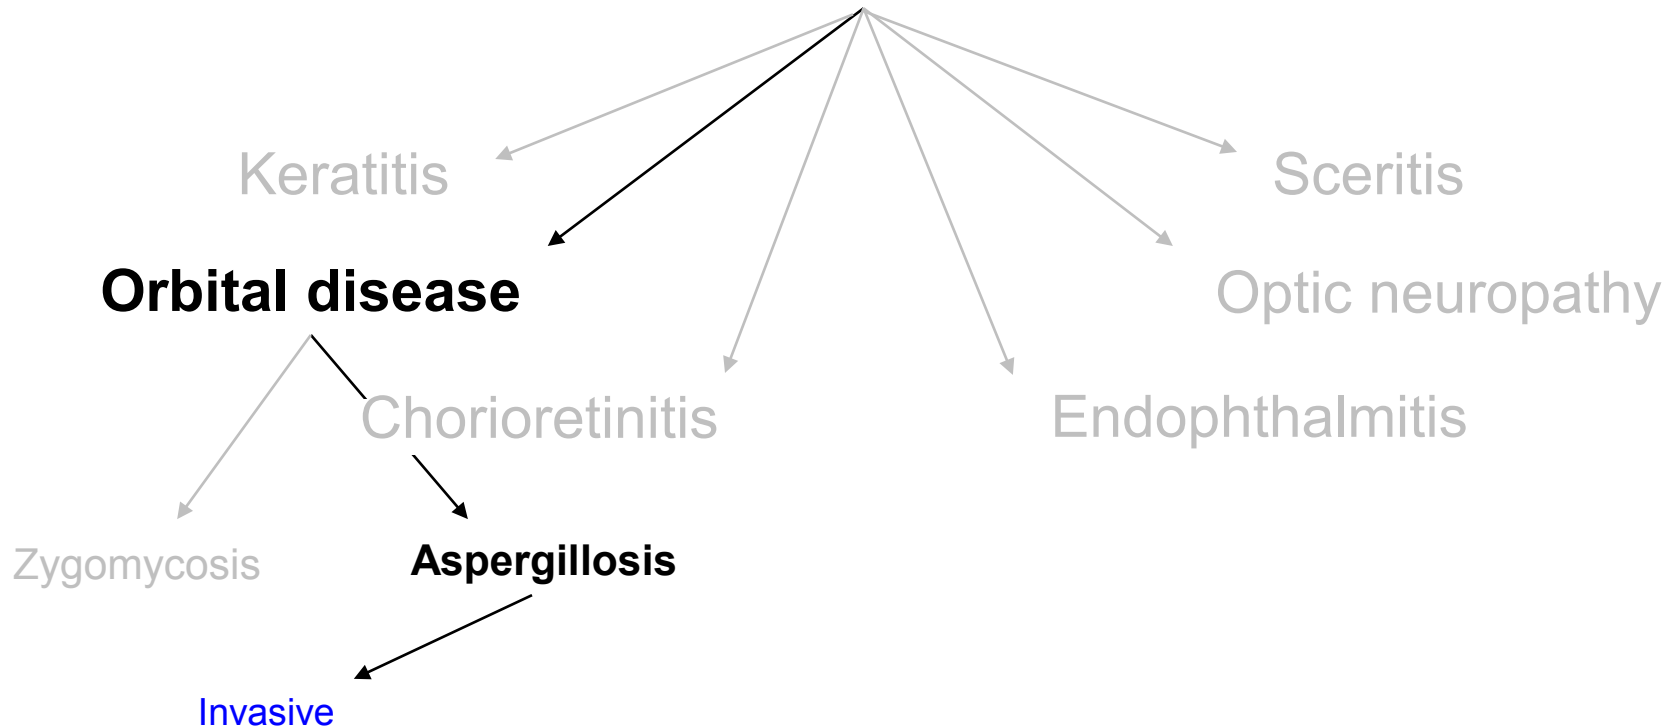 Keratitis
Sceritis
Orbital disease
Optic neuropathy
Chorioretinitis
Endophthalmitis
Zygomycosis
Aspergillosis
Invasive